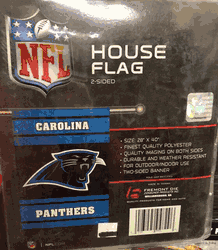 NFL
HOUSE
FLAG
2-SIDED
CAROLINA
• SIZE: 28" X 40"
• FINEST QUALITY POLYESTER
• QUALITY IMAGING ON BOTH SIDES
• DURABLE AND WEATHER RESISTANT
• FOR OUTDOOR/INDOOR USE
• TWO-SIDED BANNER
PANTHERS
FREMONT DIE